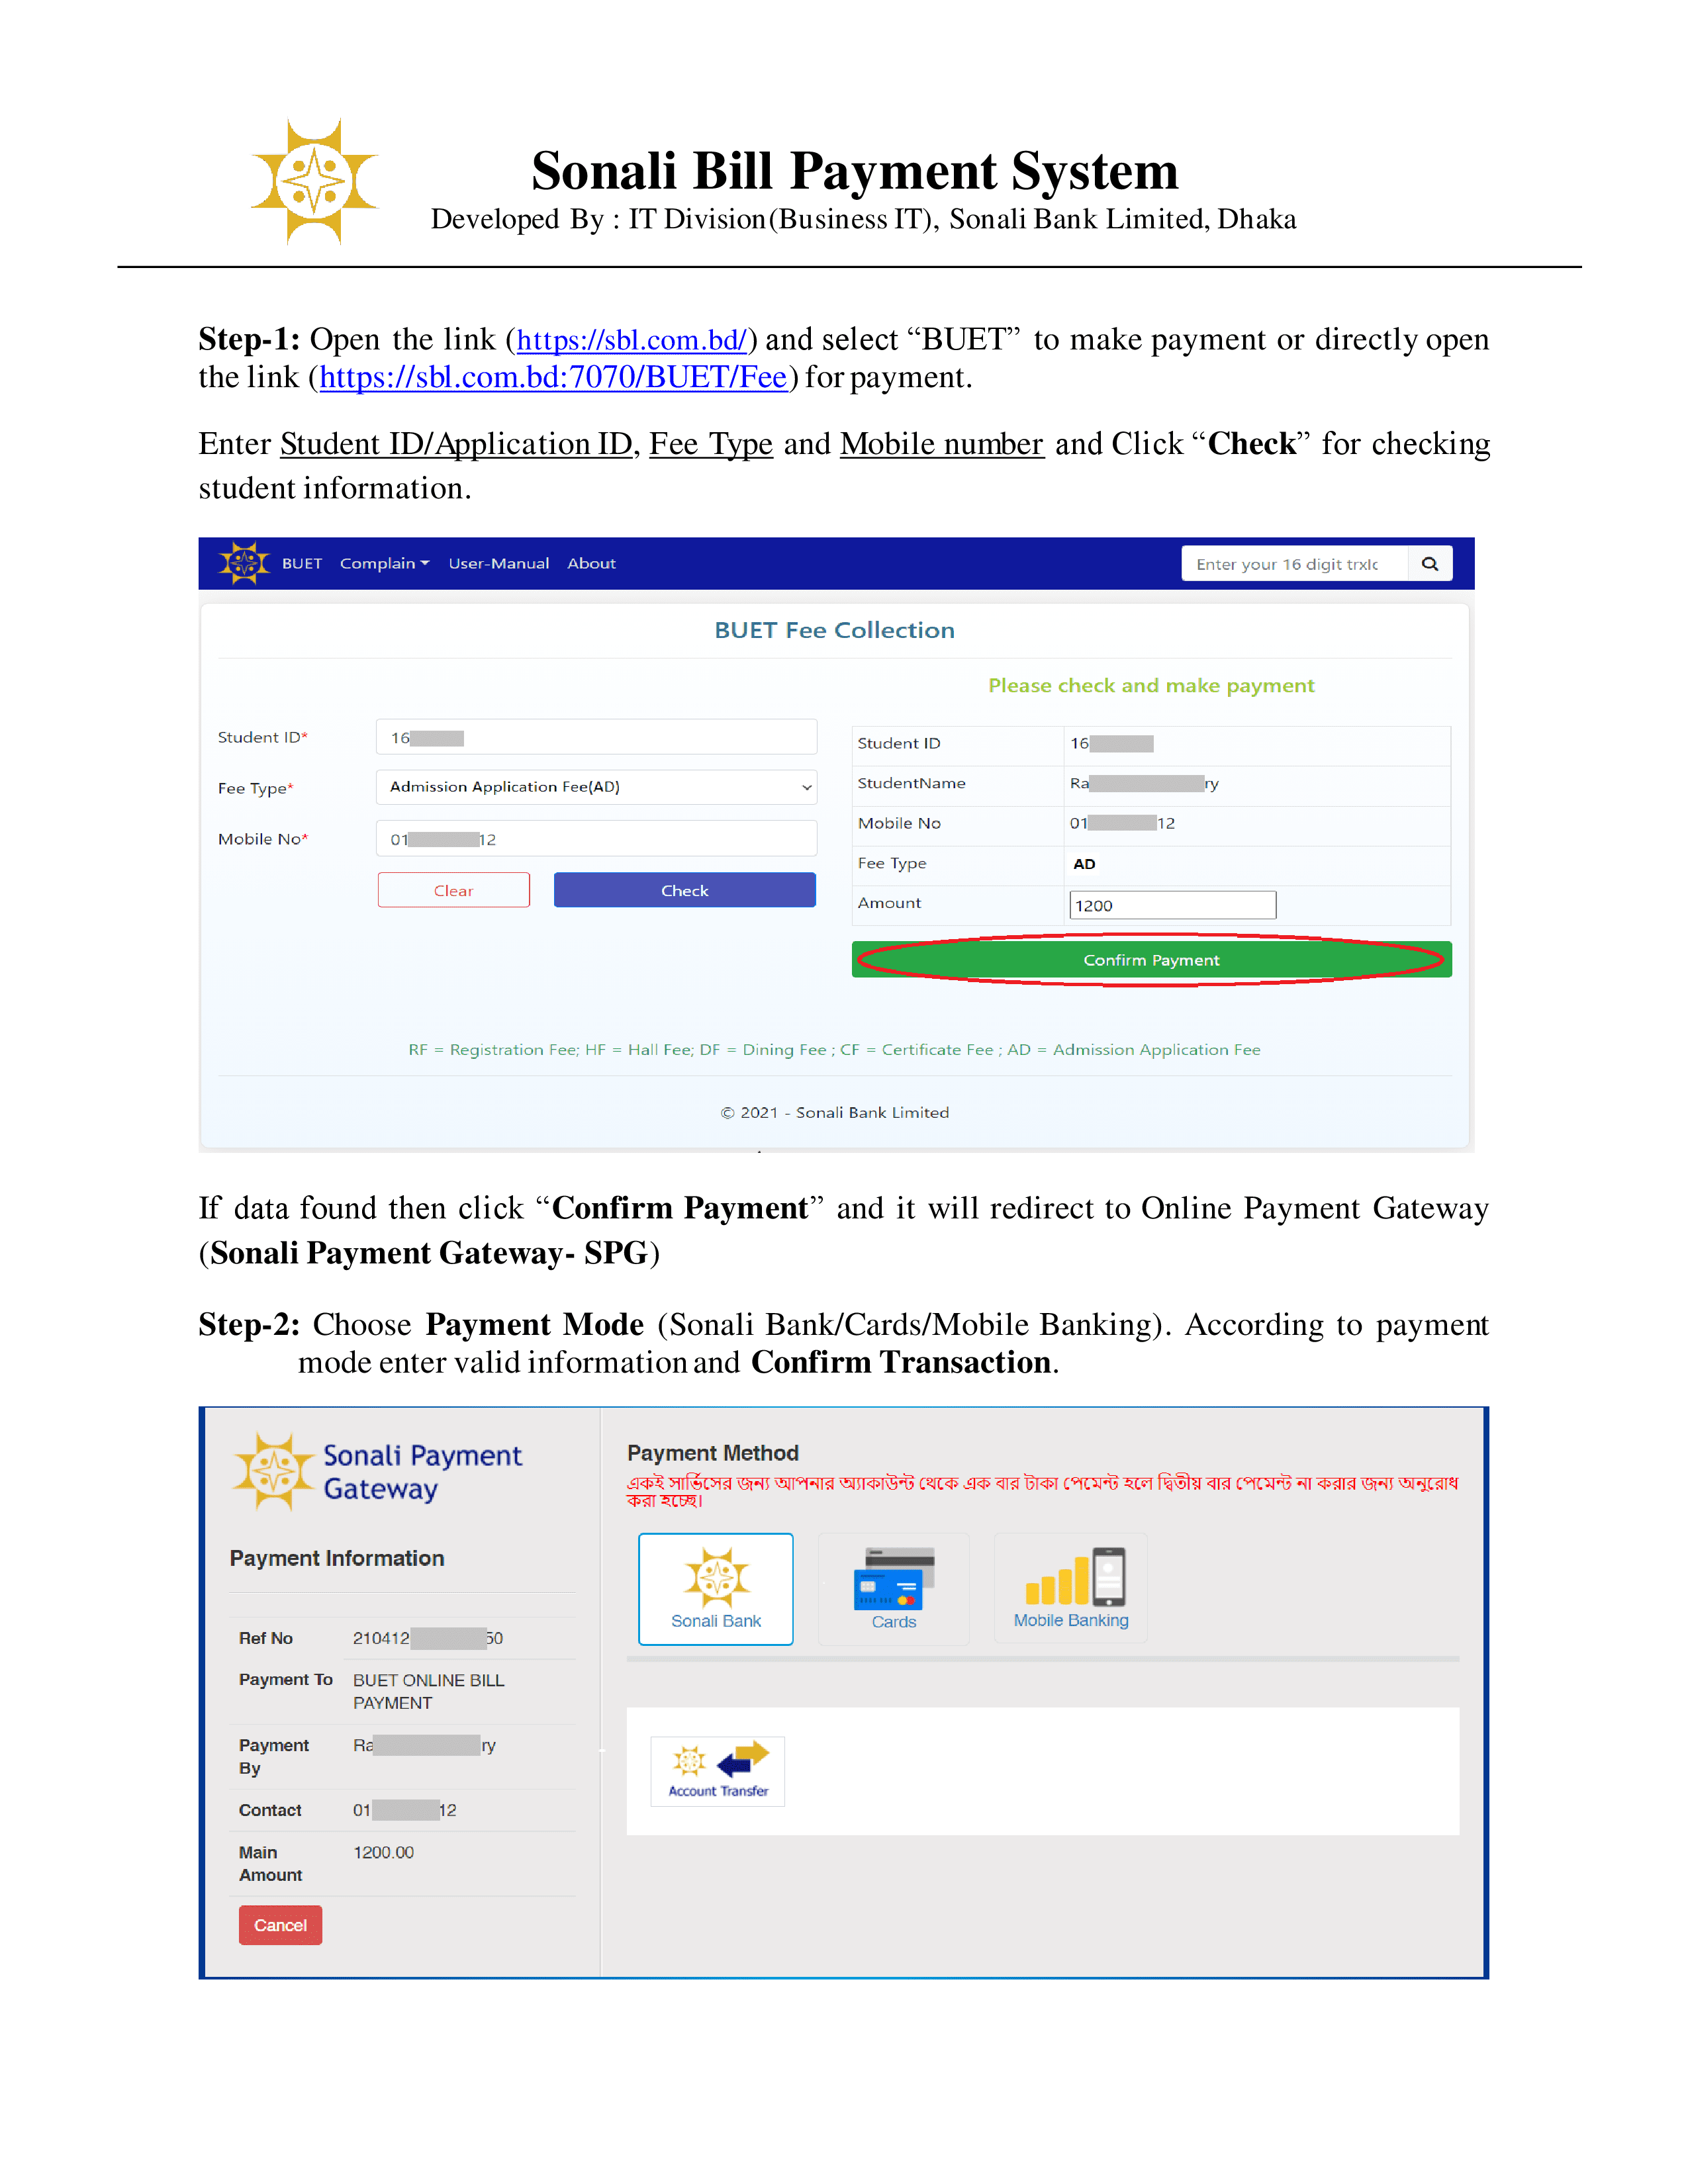 Sonali Bill Payment System
Developed By : IT Division(Business IT), Sonali Bank Limited, Dhaka
Step-1: Open the link (https://sbl.com.bd/) and select “BUET” to make payment or directly open
the link (https://sbl.com.bd:7070/BUET/Fee) for payment.
Enter Student ID/Application ID, Fee Type and Mobile number and Click “Check” for checking
student information.
BUET Complain User-Manual About Enter your 16 digit trxIc
BUET Fee Collection
Please check and make payment
Student ID* 16
Fee Type* Admission Application Fee(AD)
Mobile No* 01 12
Clear Check
Student ID 16
StudentName Ra ry
Mobile No 01 12
Fee Type AD
Amount 1200
Confirm Payment
RF = Registration Fee; HF = Hall Fee; DF = Dining Fee ; CF = Certificate Fee ; AD = Admission Application Fee
© 2021 - Sonali Bank Limited
If data found then click “Confirm Payment” and it will redirect to Online Payment Gateway
(Sonali Payment Gateway- SPG)
Step-2: Choose Payment Mode (Sonali Bank/Cards/Mobile Banking). According to payment
mode enter valid information and Confirm Transaction.
Sonali Payment
Gateway
Payment Information
Ref No 210412 50
Payment To BUET ONLINE BILL
PAYMENT
Payment Ra ry
By
Contact 01 12
Main 1200.00
Amount
Cancel
Payment Method
একই সার্ভিসের জন্য আপনার অ্যাকাউন্ট থেকে এক বার টাকা পেমেন্ট হলে দ্বিতীয় বার পেমেন্ট না করার জন্য অনুরোধ
করা হচ্ছে।
Sonali Bank Cards Mobile Banking
Account Transfer